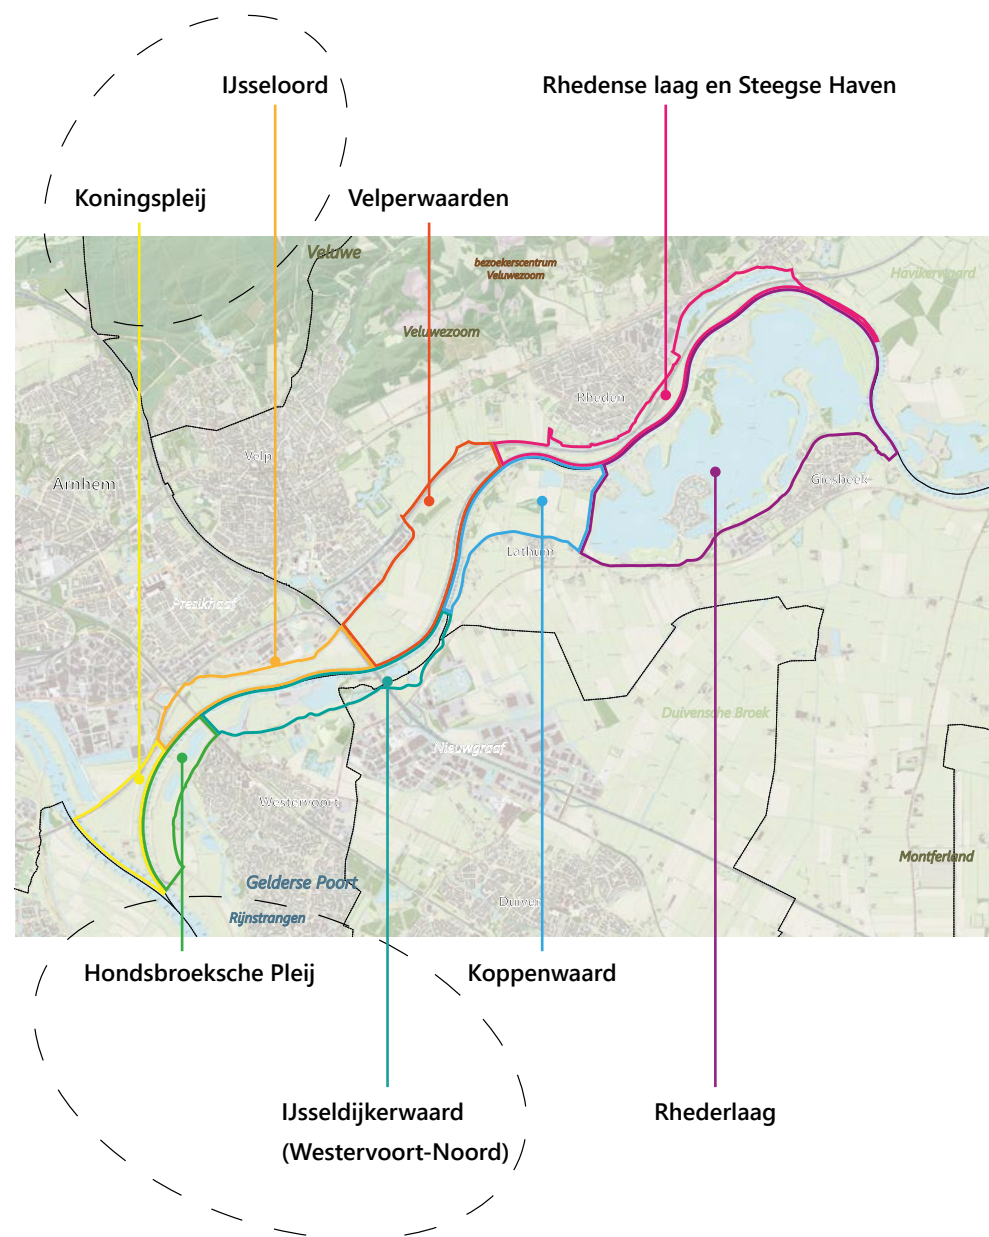 IJsseloord
Rhedense laag en Steegse Haven
Koningspleij
Velperwaarden
Veluwe
bezoekerscentrum
Veluwezoom
Havikerwaard
Veluwezoom
Rheden
Velp
Arnhem
Giesbeek
Lathum
Presikhaaf
Duivensche Broek
Nieuwgraaf
Westervoort
Montferland
Gelderse Poort
Duiven
Rijnstrangen
Hondsbroeksche Pleij
Koppenwaard
IJsseldijkerwaard
(Westervoort-Noord)
Rhederlaag